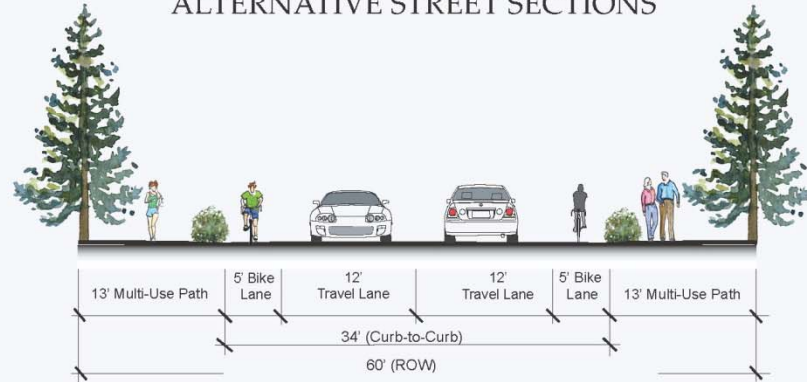 ALTERNATIVE STREET SECTIONS
13' Multi-Use Path
5' Bike
Lane
12'
Travel Lane
12'
Travel Lane
5' Bike
Lane
13' Multi-Use Path
34' (Curb-to-Curb)
60' (ROW)